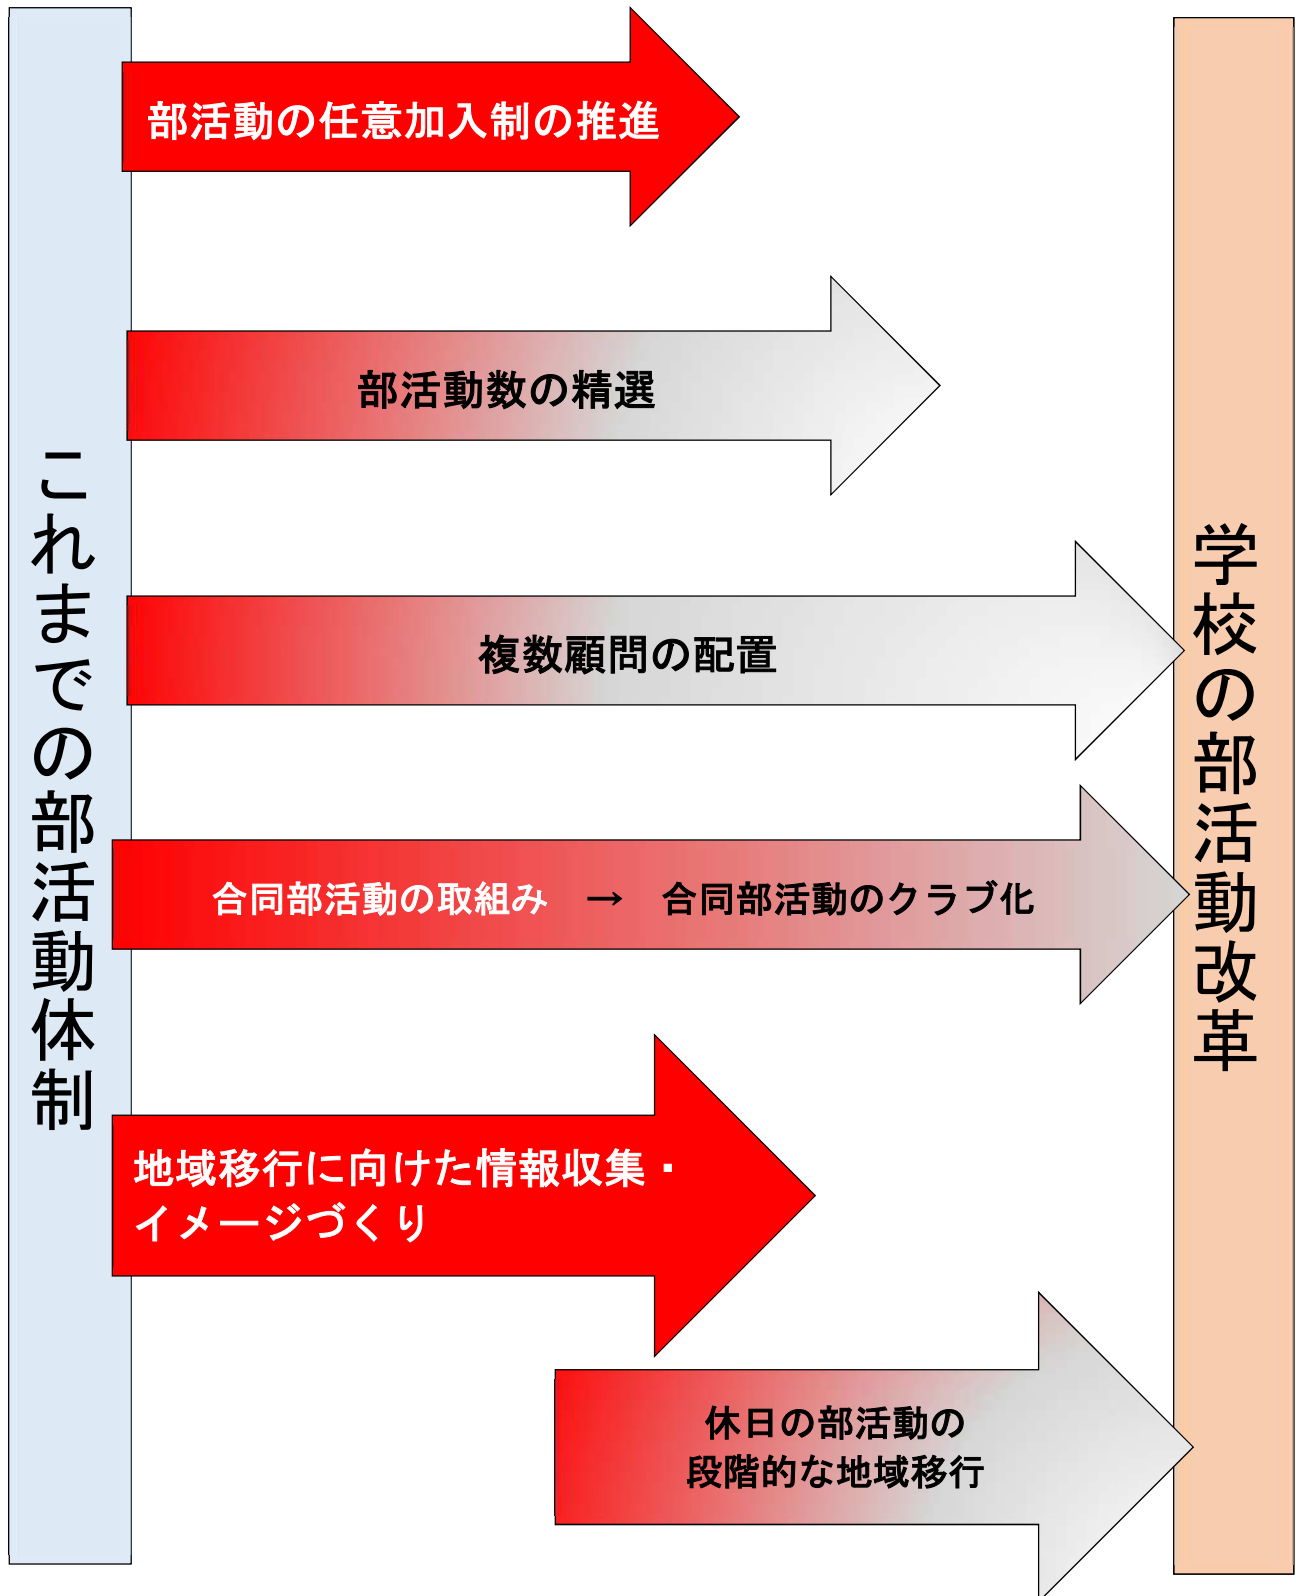 これまでの部活動体制
部活動の任意加入制の推進
部活動数の精選
複数顧問の配置
合同部活動の取組み　→　合同部活動のクラブ化
地域移行に向けた情報収集・
イメージづくり
休日の部活動の
段階的な地域移行
学校の部活動改革